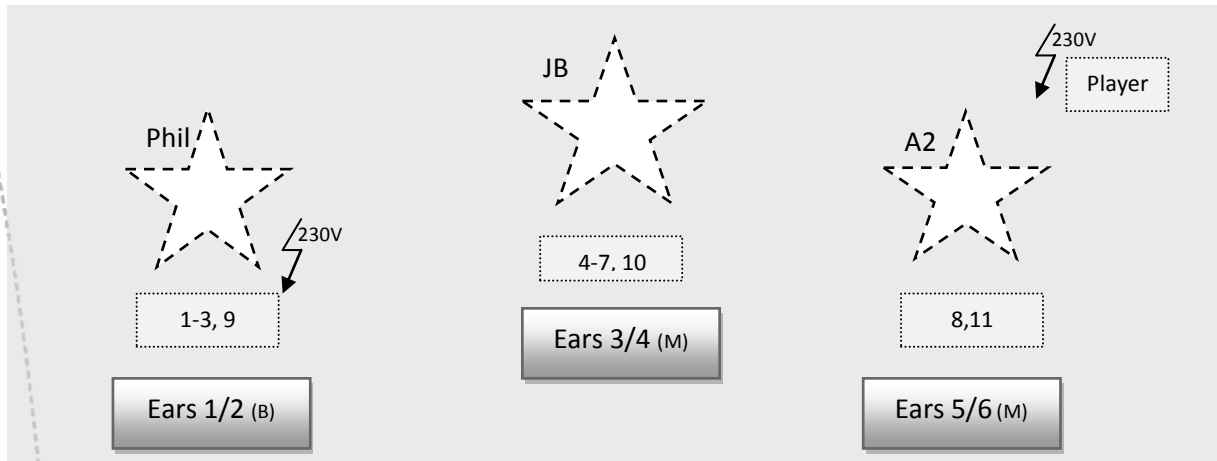 230V
Player
JB
Phil
A2
230V
4-7, 10
1-3, 9
8,11
Ears 3/4 (M)
Ears 1/2 (B)
Ears 5/6 (M)